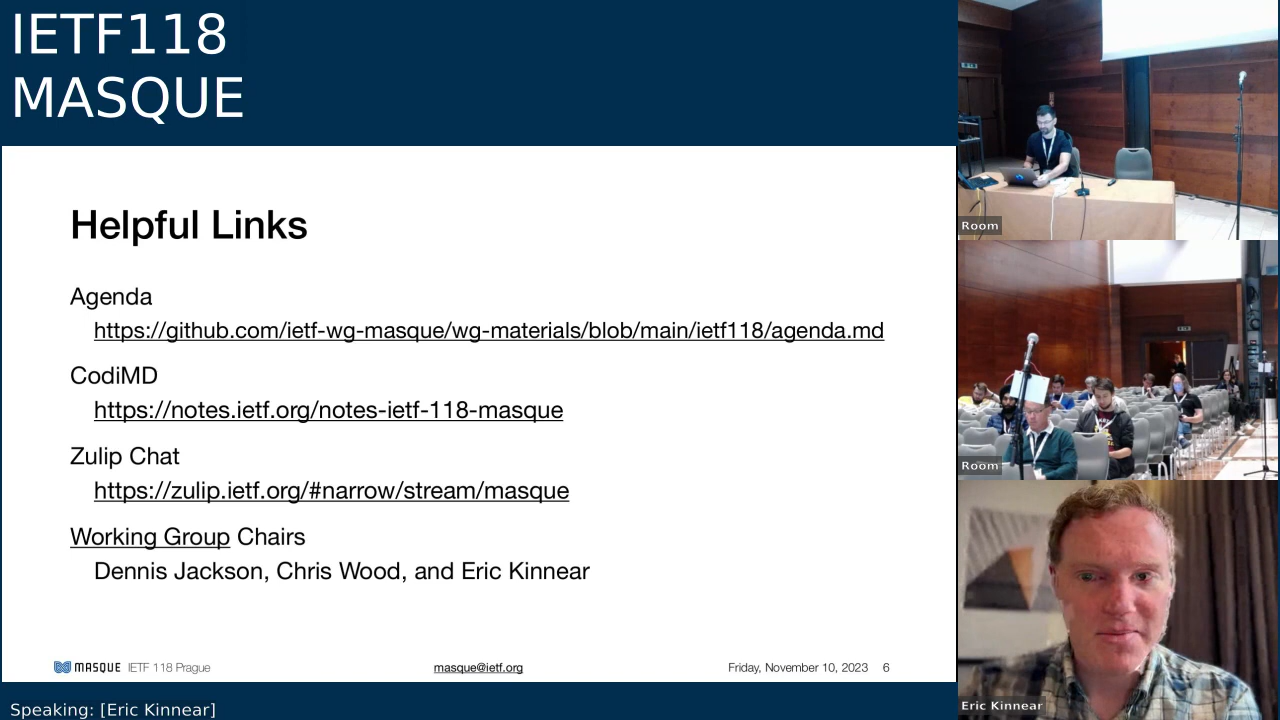 IETF118
MASQUE
Helpful Links
Agenda
https://github.com/ietf-wg-masque/wg-materials/blob/main/ietf118/agenda.md
CodiMD
https://notes.ietf.org/notes-ietf-118-masque
Zulip Chat
https://zulip.ietf.org/#narrow/stream/masque
Working Group Chairs
Dennis Jackson, Chris Wood, and Eric Kinnear
MASQUE IETF 118 Prague
masque@ietf.org
Friday, November 10, 2023 6
Speaking: [Eric Kinnear]
Room
Room
Eric Kinnear